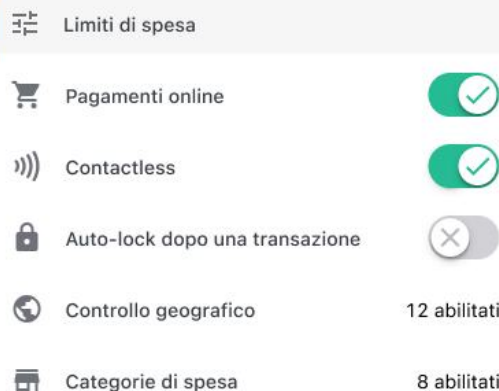 Limiti di spesa
Pagamenti online
Contactless
Auto-lock dopo una transazione
Controllo geografico 12 abilitati
Categorie di spesa 8 abilitati